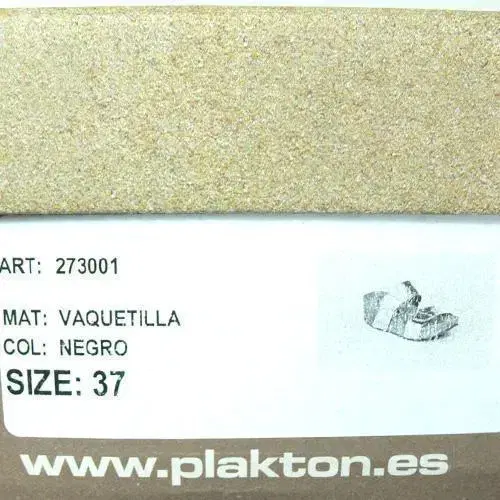 ART: 273001
MAT: VAQUETILLA
COL: NEGRO
SIZE: 37
www.plakton.es